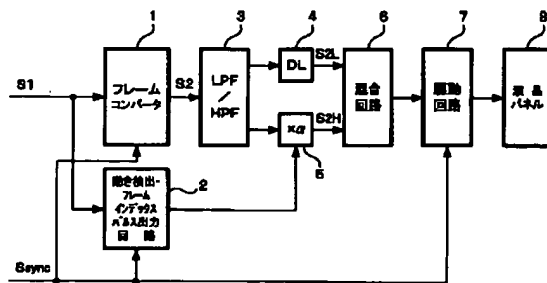 1
2
3
4
5
6
7
8
S1
フレーム
コンバータ
S2
LPF
/
HPF
DL
S2L
×α
S2H
混合
回路
駆動
回路
液晶
パネル
動き検出・
フレーム
インデックス
パルス出力
回路
Ssync